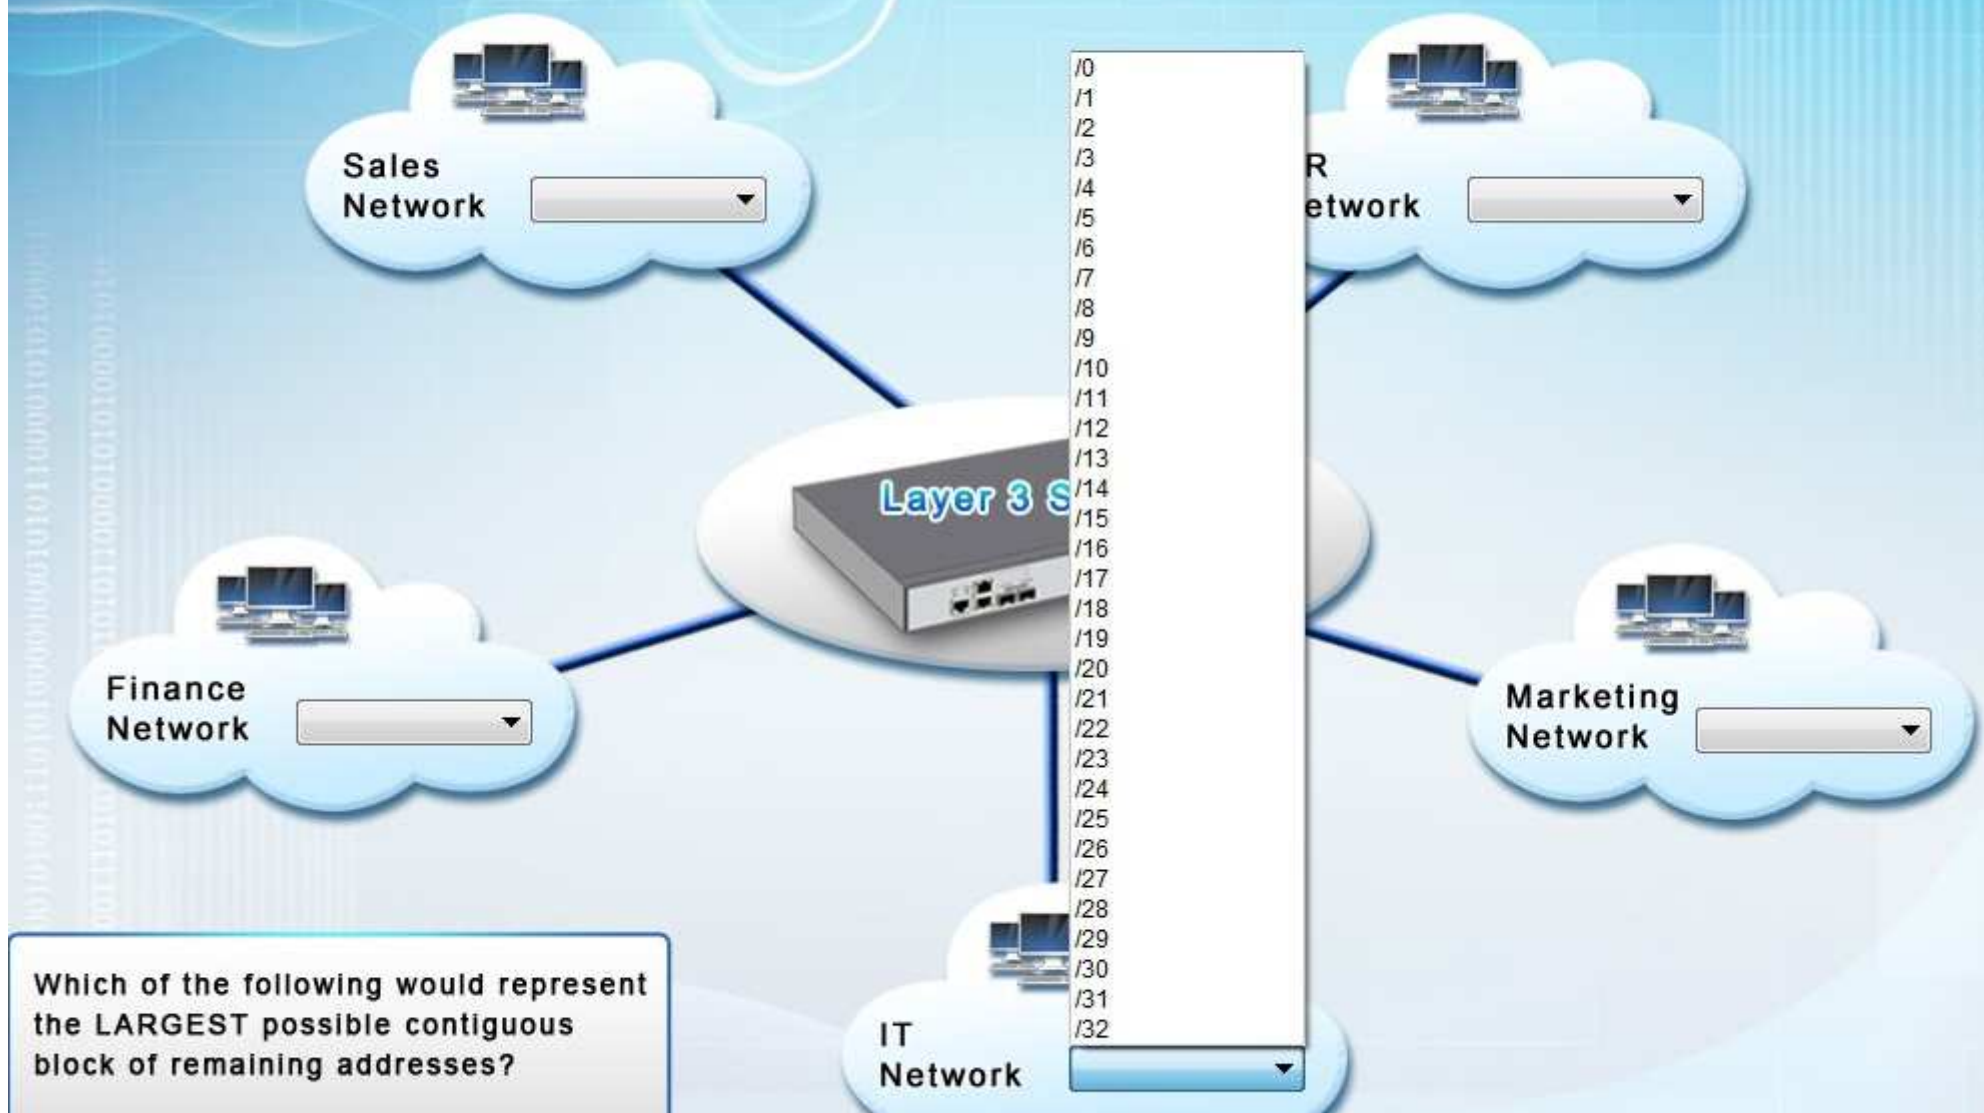 Sales
Network
R
etwork
/0
/1
/2
/3
/4
/5
/6
/7
/8
/9
/10
/11
/12
/13
/14
/15
/16
/17
/18
/19
/20
/21
/22
/23
/24
/25
/26
/27
/28
/29
/30
/31
/32
Layer 3 S
Finance
Network
Marketing
Network
IT
Network
Which of the following would represent
the LARGEST possible contiguous
block of remaining addresses?